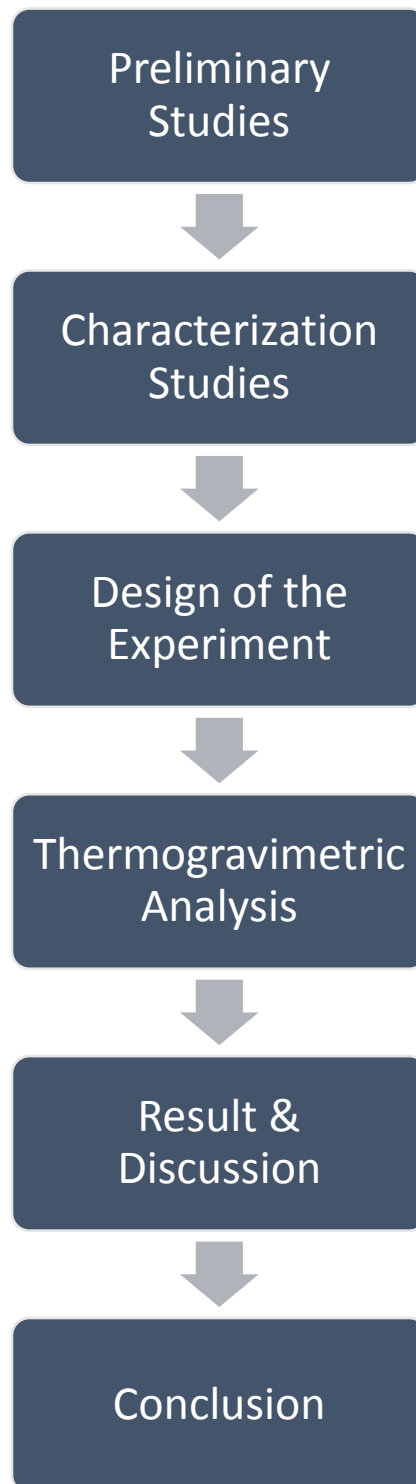 Preliminary
Studies
Characterization
Studies
Design of the
Experiment
Thermogravimetric
Analysis
Result &
Discussion
Conclusion